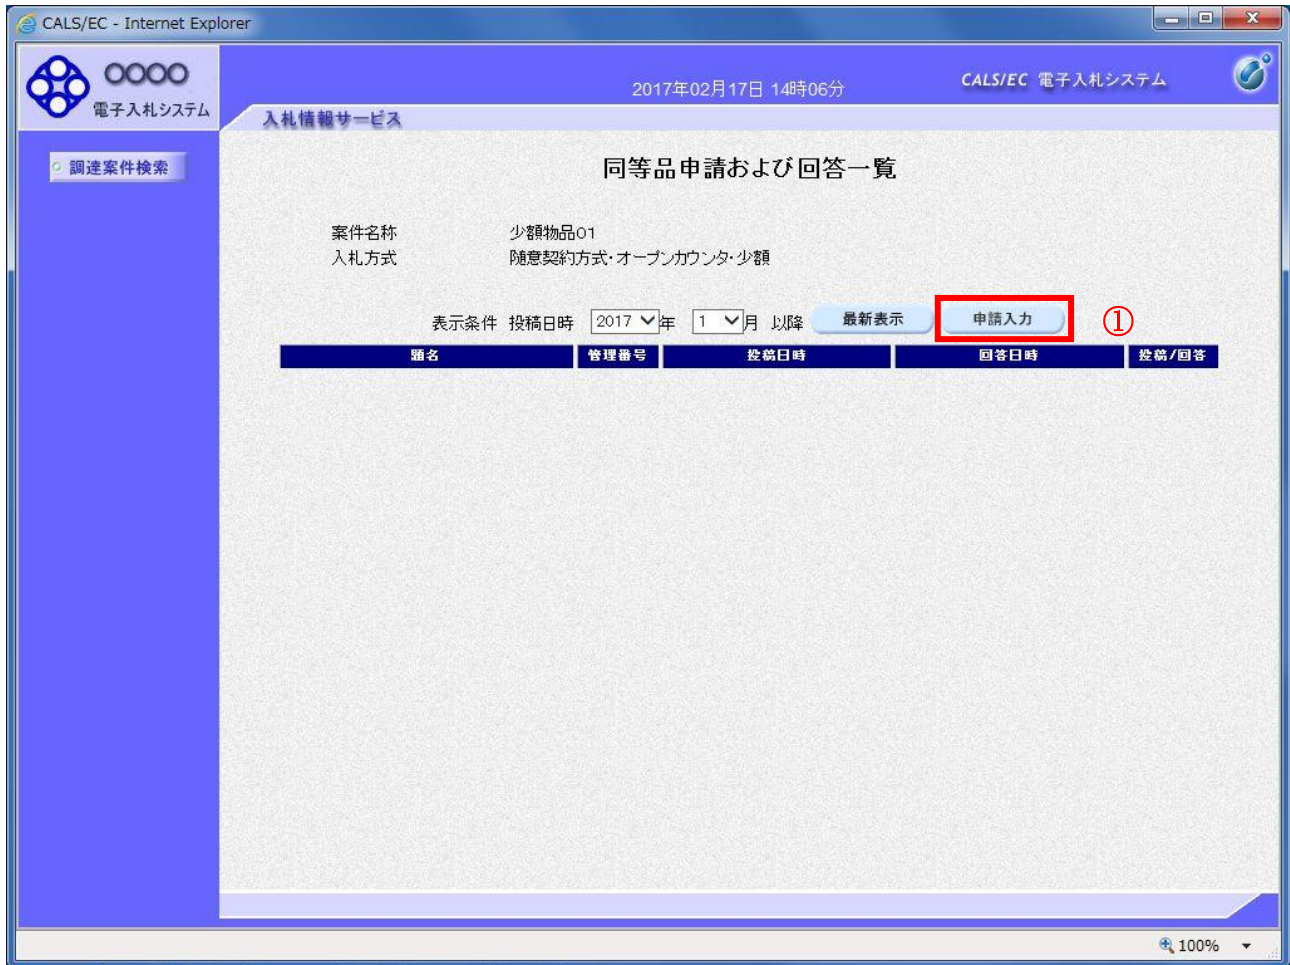 CALS/EC - Internet Explorer
○○○○
電子入札システム
2017年02月17日 14時06分
CALS/EC 電子入札システム
入札情報サービス
調達案件検索
同等品申請および回答一覧
案件名称 少額物品01
入札方式 随意契約方式・オープンカウンタ・少額
表示条件 投稿日時 2017 年 1 月 以降 最新表示 申請入力 ①
題名 管理番号 投稿日時 回答日時 投稿/回答
100%